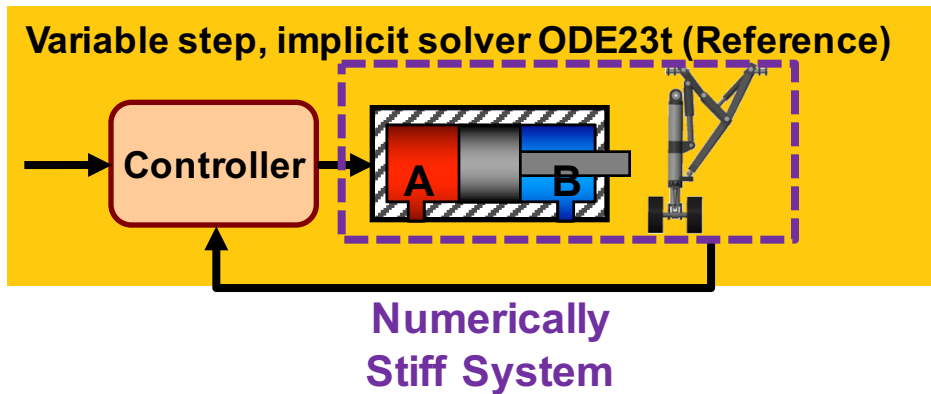 Variable step, implicit solver ODE23t (Reference)
Controller
A
B
Numerically
Stiff System